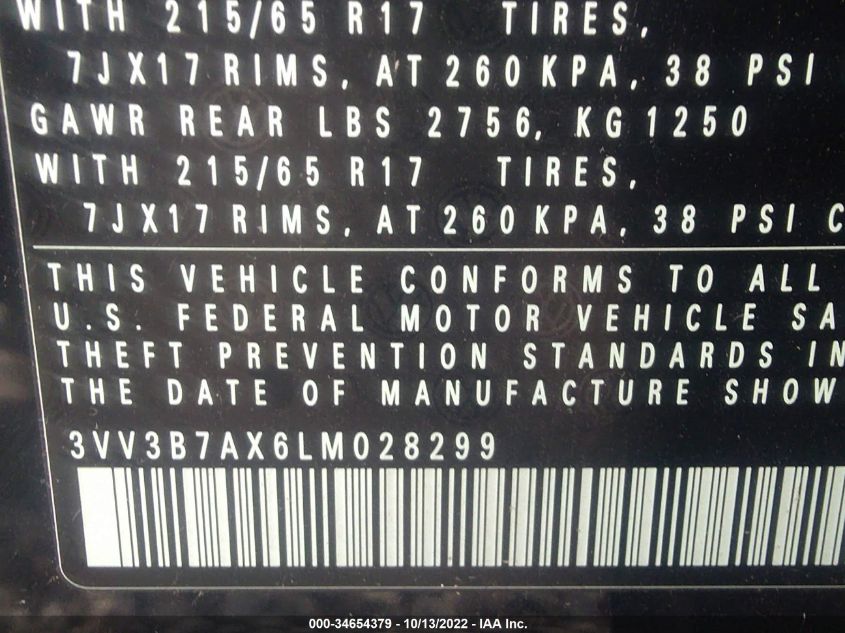 WITH 215/65 R17 TIRES,
7JX17 RIMS, AT 260 KPA, 38 PSI
GAWR REAR LBS 2756, KG 1250
WITH 215/65 R17 TIRES,
7JX17 RIMS, AT 260 KPA, 38 PSI C
THIS VEHICLE CONFORMS TO ALL
U.S. FEDERAL MOTOR VEHICLE SA
THEFT PREVENTION STANDARDS IN
THE DATE OF MANUFACTURE SHOW
3VV3B7AX6LM028299
000-34654379 - 10/13/2022 - IAA Inc.